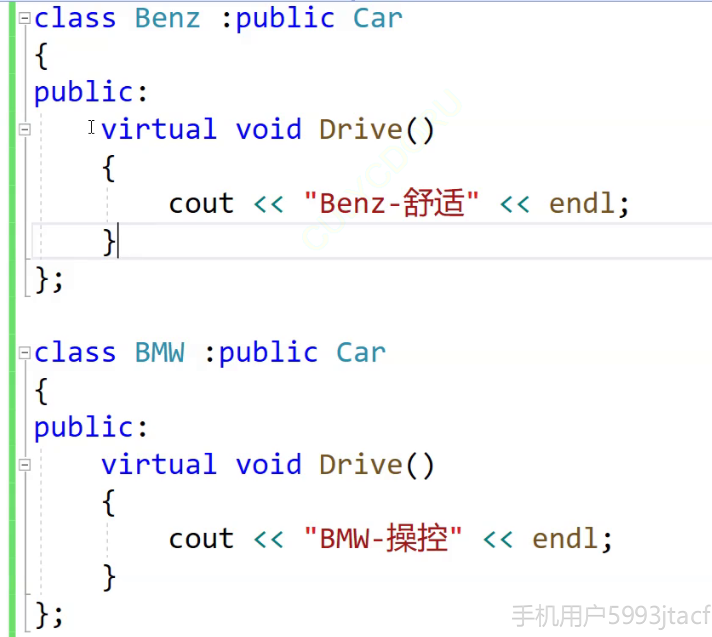 class Benz :public Car
{
public:
    virtual void Drive()
    {
        cout << "Benz-舒适" << endl;
    }
};
class BMW :public Car
{
public:
    virtual void Drive()
    {
        cout << "BMW-操控" << endl;
    }
};
手机用户5993jtacf